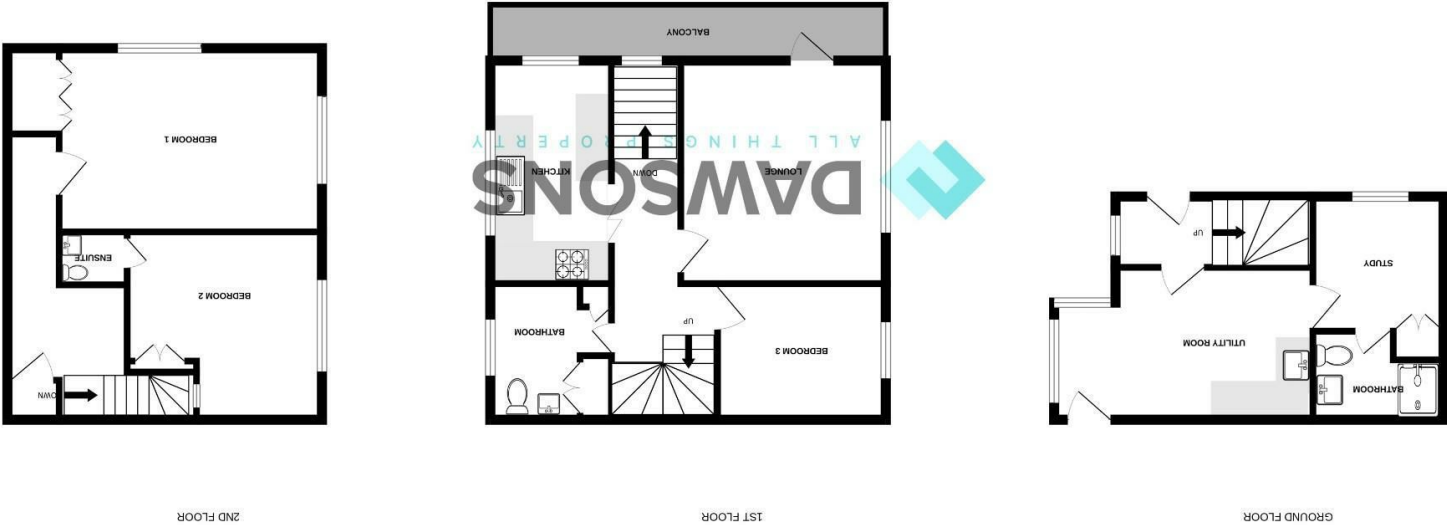 GROUND FLOOR
BATHROOM
UTILITY ROOM
STUDY
UP
1ST FLOOR
BEDROOM 3
BATHROOM
UP
LOUNGE
DOWN
KITCHEN
BALCONY
DAWSONS
ALL THINGS PROPERTY
2ND FLOOR
DOWN
BEDROOM 2
ENSUITE
BEDROOM 1